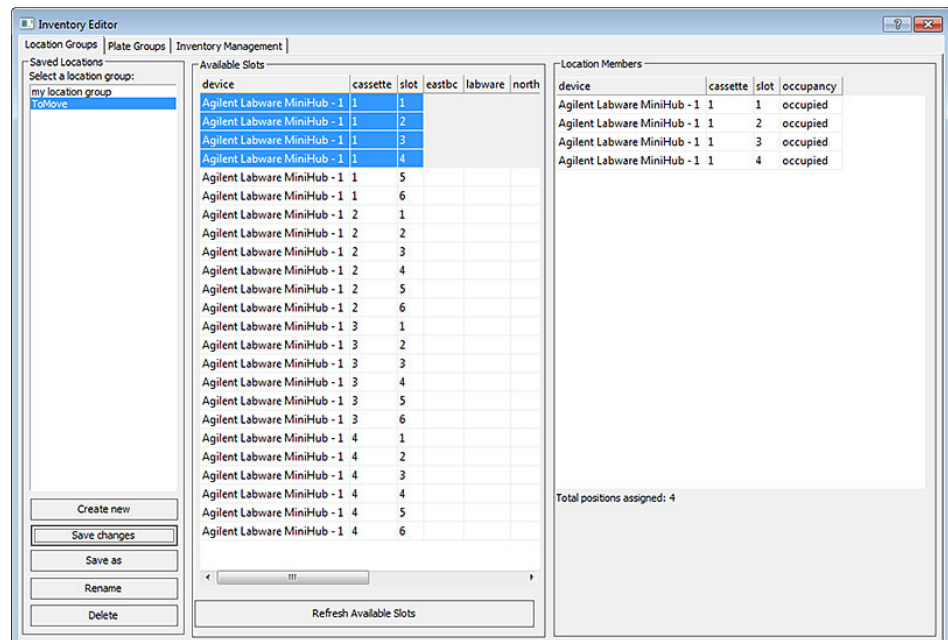 Inventory Editor
Location Groups Plate Groups Inventory Management
Saved Locations
Select a location group:
my location group
ToMove
Create new
Save changes
Save as
Rename
Delete
Available Slots
device cassette slot eastbc labware north
Agilent Labware MiniHub - 1 1 1
Agilent Labware MiniHub - 1 1 2
Agilent Labware MiniHub - 1 1 3
Agilent Labware MiniHub - 1 1 4
Agilent Labware MiniHub - 1 1 5
Agilent Labware MiniHub - 1 1 6
Agilent Labware MiniHub - 1 2 1
Agilent Labware MiniHub - 1 2 2
Agilent Labware MiniHub - 1 2 3
Agilent Labware MiniHub - 1 2 4
Agilent Labware MiniHub - 1 2 5
Agilent Labware MiniHub - 1 2 6
Agilent Labware MiniHub - 1 3 1
Agilent Labware MiniHub - 1 3 2
Agilent Labware MiniHub - 1 3 3
Agilent Labware MiniHub - 1 3 4
Agilent Labware MiniHub - 1 3 5
Agilent Labware MiniHub - 1 3 6
Agilent Labware MiniHub - 1 4 1
Agilent Labware MiniHub - 1 4 2
Agilent Labware MiniHub - 1 4 3
Agilent Labware MiniHub - 1 4 4
Agilent Labware MiniHub - 1 4 5
Agilent Labware MiniHub - 1 4 6
Refresh Available Slots
Location Members
device cassette slot occupancy
Agilent Labware MiniHub - 1 1 1 occupied
Agilent Labware MiniHub - 1 1 2 occupied
Agilent Labware MiniHub - 1 1 3 occupied
Agilent Labware MiniHub - 1 1 4 occupied
Total positions assigned: 4